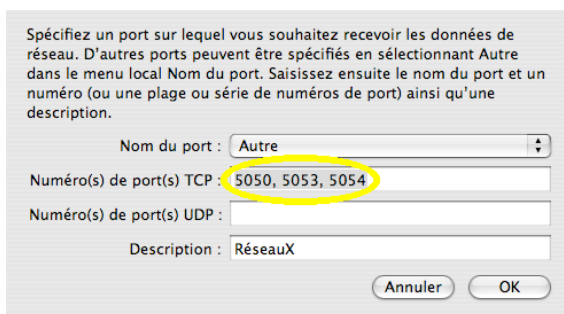 Spécifiez un port sur lequel vous souhaitez recevoir les données de
réseau. D’autres ports peuvent être spécifiés en sélectionnant Autre
dans le menu local Nom du port. Saisissez ensuite le nom du port et un
numéro (ou une plage ou série de numéros de port) ainsi qu’une
description.
Nom du port : Autre
Numéro(s) de port(s) TCP : 5050, 5053, 5054
Numéro(s) de port(s) UDP :
Description : RéseauX
Annuler OK